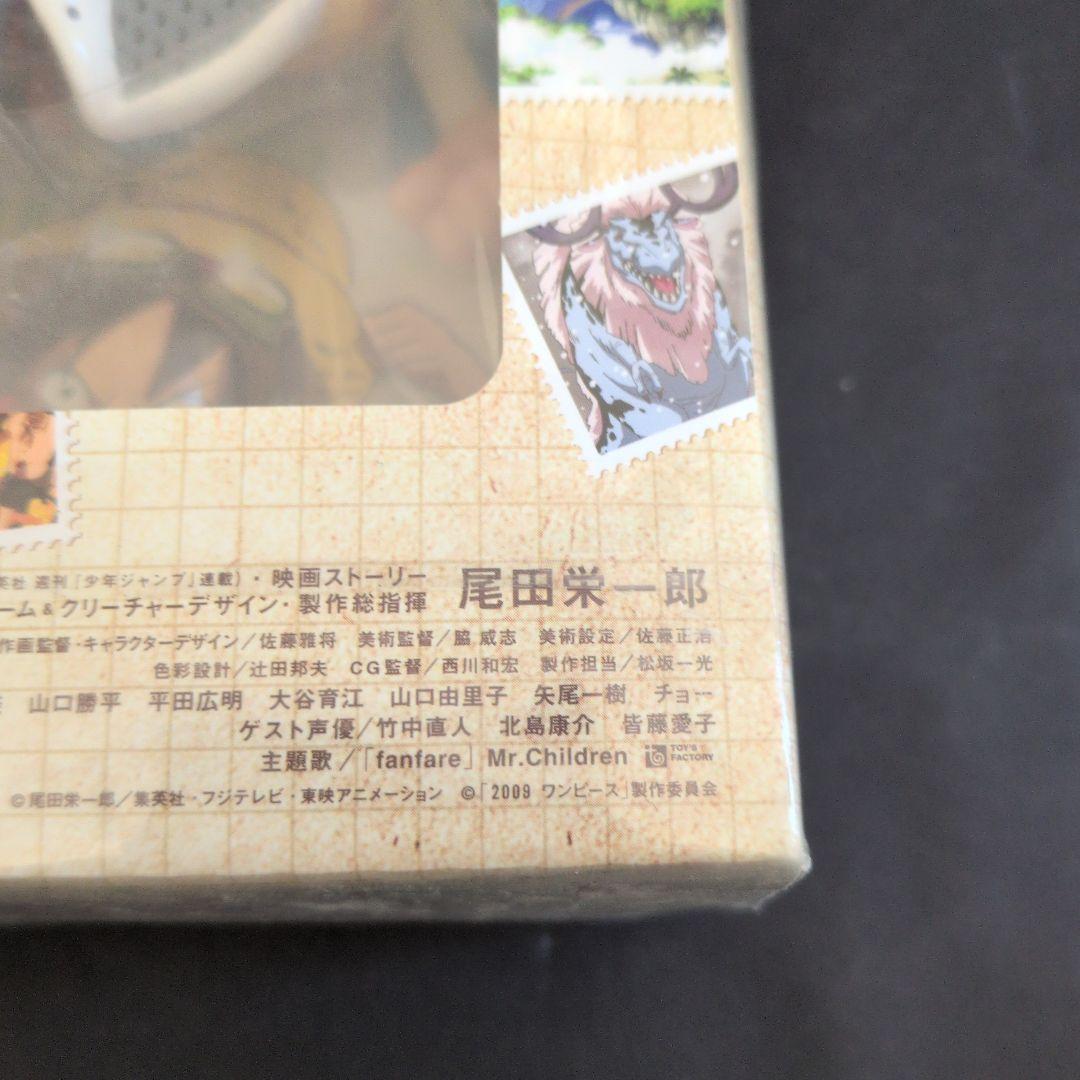 英社 週刊「少年ジャンプ」連載)・映画ストーリー
ーム&クリーチャーデザイン・製作総指揮 尾田栄一郎
作画監督・キャラクターデザイン/佐藤雅将 美術監督/脇 威志 美術設定/佐藤正浩
色彩設計/辻田邦夫 CG監督/西川和宏 製作担当/松坂一光
山口勝平 平田広明 大谷育江 山口由里子 矢尾一樹 チョー
ゲスト声優/竹中直人 北島康介 皆藤愛子
主題歌/「fanfare」Mr.Children TOY'S FACTORY
©尾田栄一郎/集英社・フジテレビ・東映アニメーション ©「2009 ワンピース」製作委員会